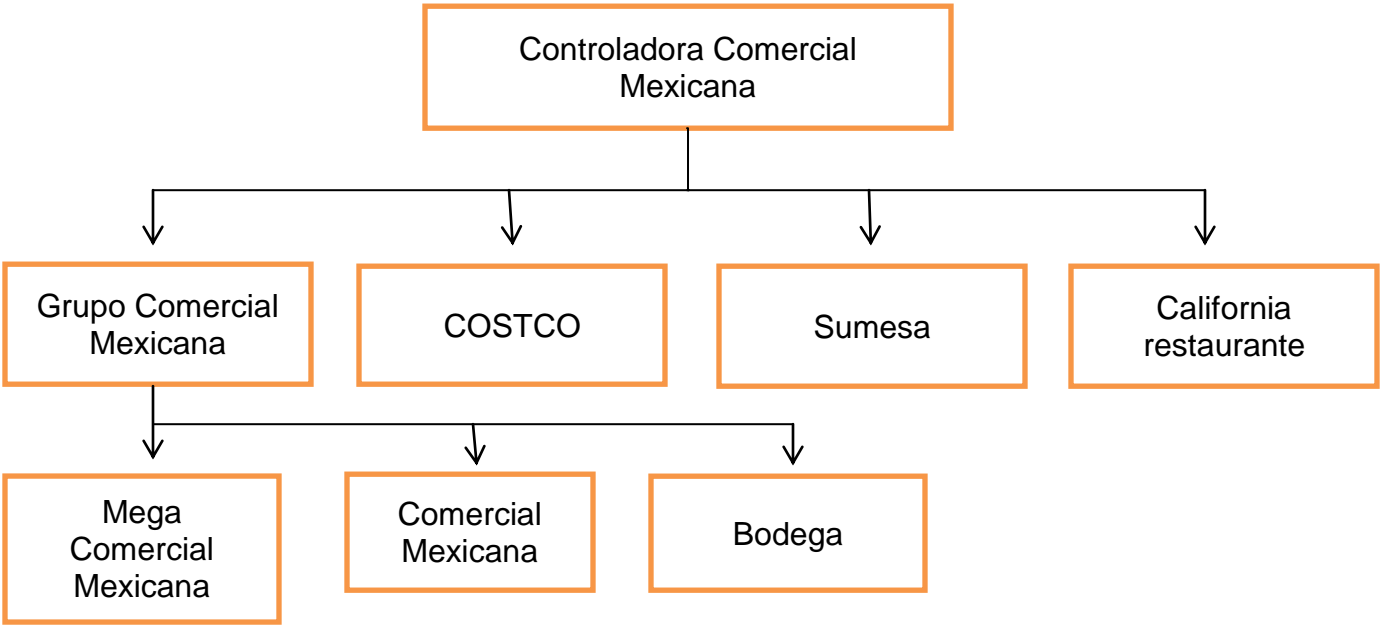 Controladora Comercial
Mexicana
Grupo Comercial
Mexicana
COSTCO
Sumesa
California
restaurante
Mega
Comercial
Mexicana
Comercial
Mexicana
Bodega